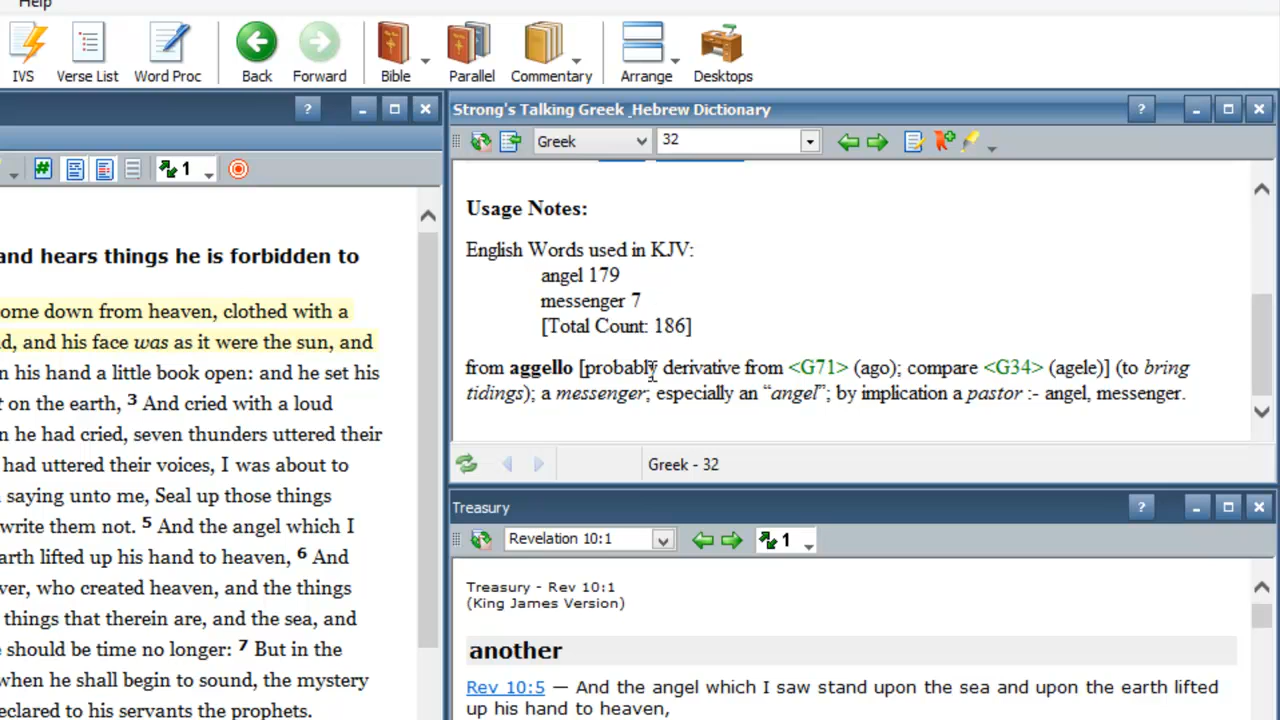 Help
IVS
Verse List
Word Proc
Back
Forward
Bible
Parallel
Commentary
Arrange
Desktops
1
and hears things he is forbidden to
ome down from heaven, clothed with a
d, and his face was as it were the sun, and
n his hand a little book open: and he set his
t on the earth, 3 And cried with a loud
n he had cried, seven thunders uttered their
had uttered their voices, I was about to
saying unto me, Seal up those things
write them not. 5 And the angel which I
earth lifted up his hand to heaven, 6 And
ver, who created heaven, and the things
things that therein are, and the sea, and
e should be time no longer: 7 But in the
when he shall begin to sound, the mystery
eclared to his servants the prophets.
Strong's Talking Greek _Hebrew Dictionary
Greek
32
Usage Notes:
English Words used in KJV:
angel 179
messenger 7
[Total Count: 186]
from aggello [probably derivative from <G71> (ago); compare <G34> (agele)] (to bring
tidings); a messenger; especially an “angel”; by implication a pastor :- angel, messenger.
Greek - 32
Treasury
Revelation 10:1
1
Treasury - Rev 10:1
(King James Version)
another
Rev 10:5 — And the angel which I saw stand upon the sea and upon the earth lifted
up his hand to heaven,